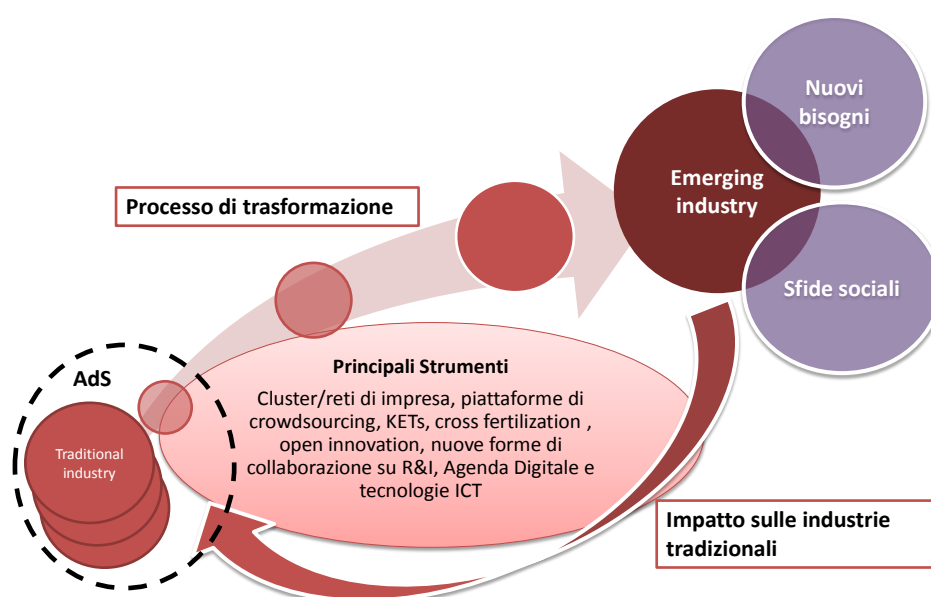 Nuovi
bisogni
Emerging
industry
Processo di trasformazione
Sfide sociali
Principali Strumenti
AdS
Cluster/reti di impresa, piattaforme di
crowdsourcing, KETs, cross fertilization ,
open innovation, nuove forme di
collaborazione su R&I, Agenda Digitale e
tecnologie ICT
Traditional
industry
Impatto sulle industrie
tradizionali